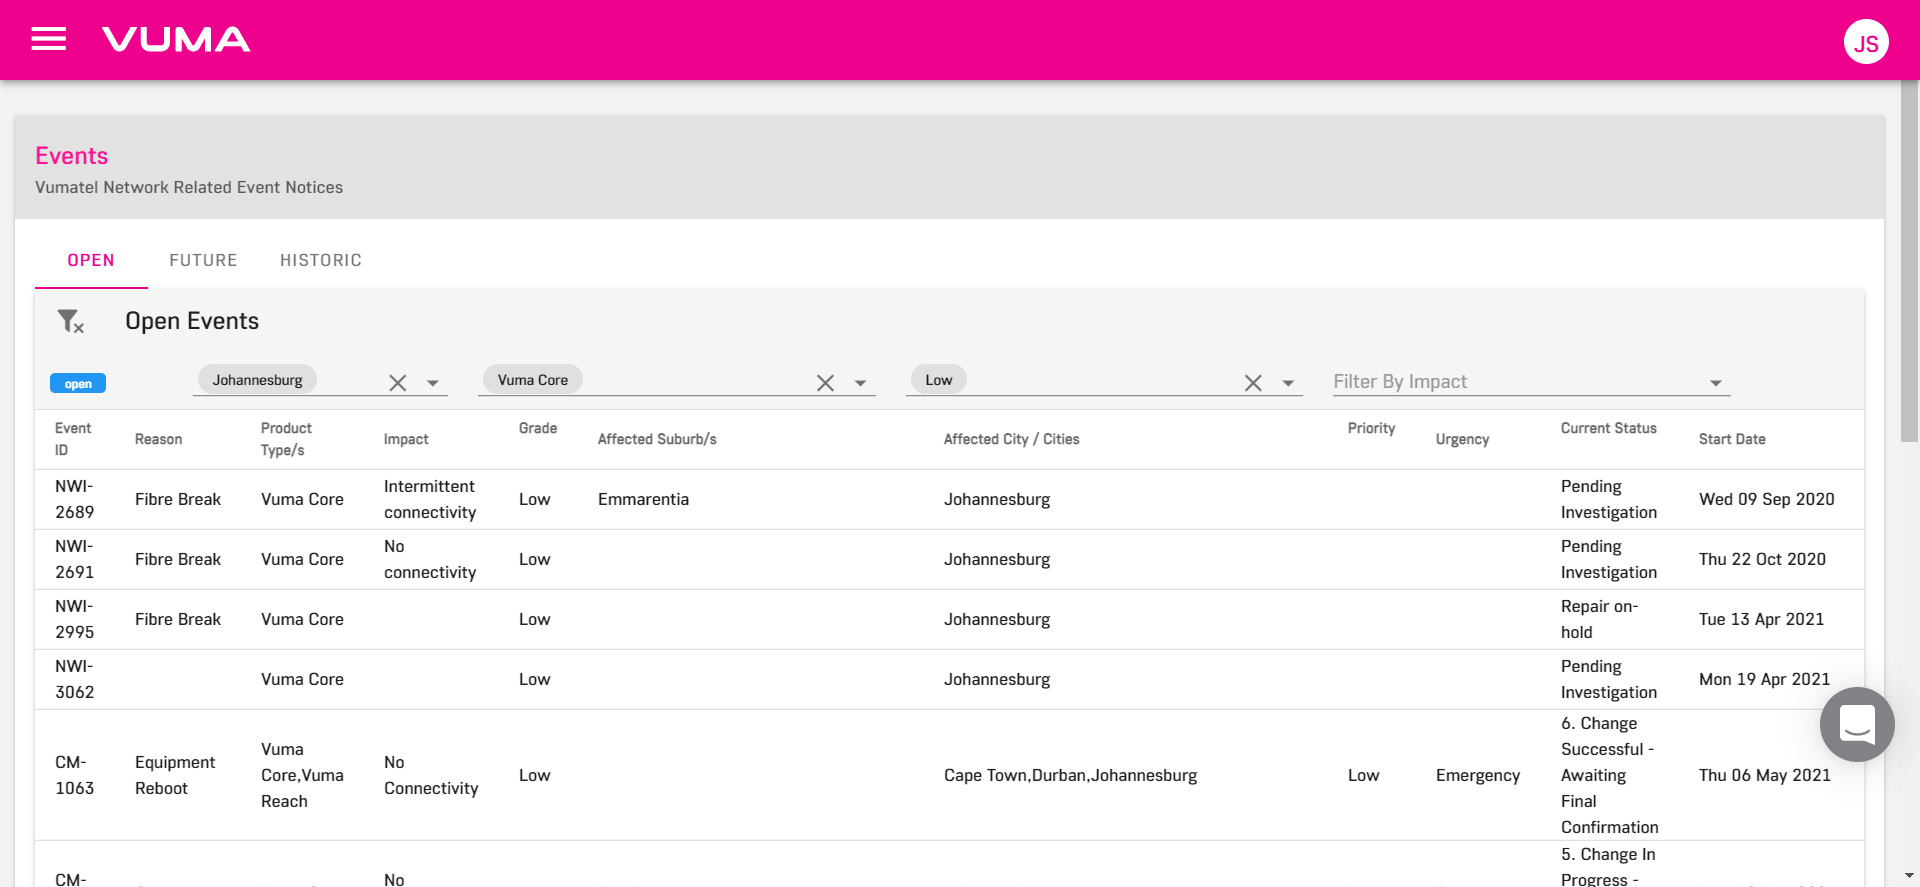 VUMA
JS
Events
Vumatel Network Related Event Notices
OPEN FUTURE HISTORIC
Open Events
open Johannesburg Vuma Core Low Filter By Impact
Event ID Reason Product Type/s Impact Grade Affected Suburb/s Affected City / Cities Priority Urgency Current Status Start Date
NWI-2689 Fibre Break Vuma Core Intermittent connectivity Low Emmarentia Johannesburg Pending Investigation Wed 09 Sep 2020
NWI-2691 Fibre Break Vuma Core No connectivity Low Johannesburg Pending Investigation Thu 22 Oct 2020
NWI-2995 Fibre Break Vuma Core Low Johannesburg Repair on-hold Tue 13 Apr 2021
NWI-3062 Vuma Core Low Johannesburg Pending Investigation Mon 19 Apr 2021
CM-1063 Equipment Reboot Vuma Core,Vuma Reach No Connectivity Low Cape Town,Durban,Johannesburg Low Emergency 6. Change Successful - Awaiting Final Confirmation Thu 06 May 2021
CM- No 5. Change In Progress -